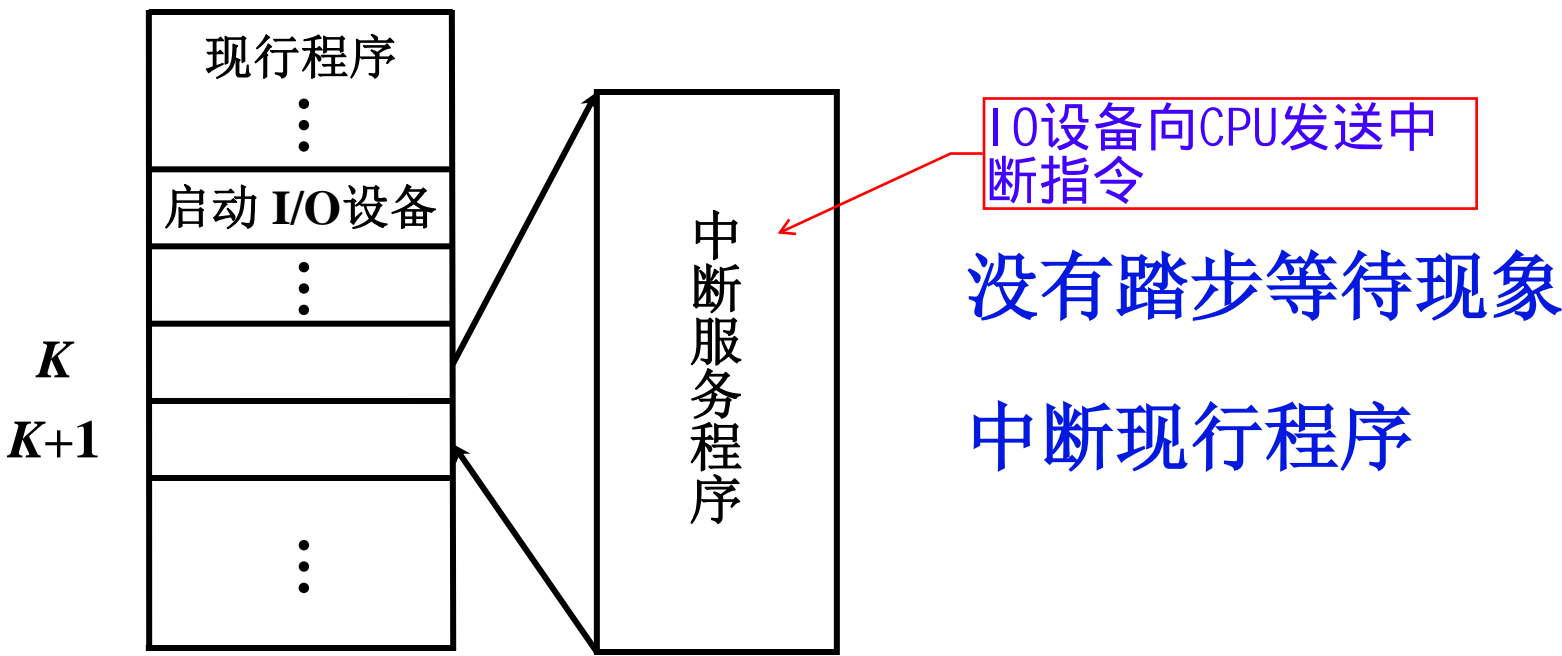 现行程序
启动 I/O设备
K
K+1
中断服务程序
IO设备向CPU发送中
断指令
没有踏步等待现象
中断现行程序